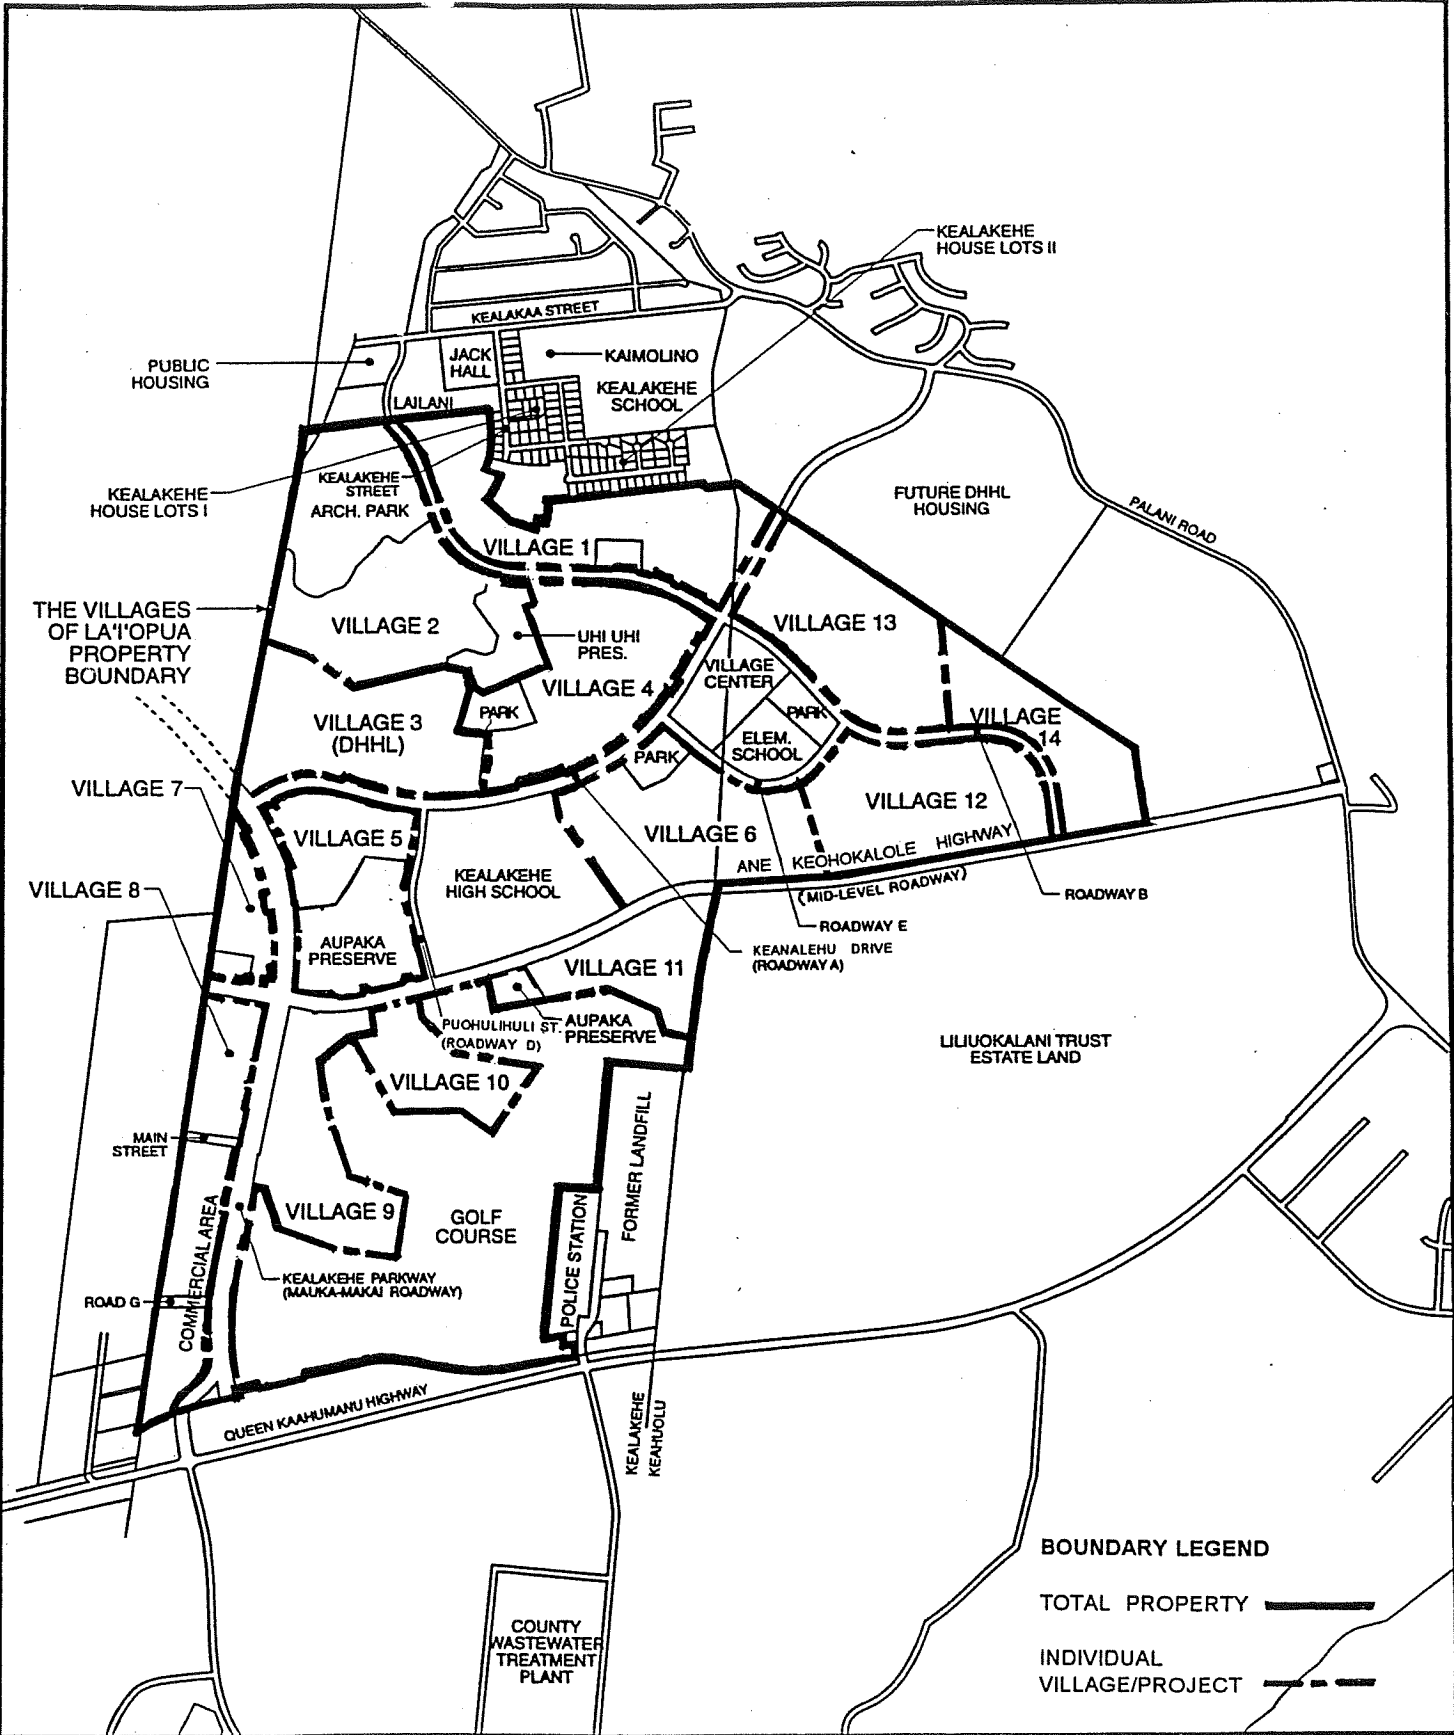 KEALAKEHE
HOUSE LOTS II
KEALAKAA STREET
PUBLIC
HOUSING
JACK
HALL
KAIMOLINO
KEALAKEHE
SCHOOL
LAILANI
KEALAKEHE
HOUSE LOTS I
KEALAKEHE
STREET
ARCH. PARK
FUTURE DHHL
HOUSING
PALANI ROAD
VILLAGE 1
THE VILLAGES
OF LA'I'OPUA
PROPERTY
BOUNDARY
VILLAGE 2
UHI UHI
PRES.
VILLAGE 13
VILLAGE
CENTER
VILLAGE 4
PARK
VILLAGE 3
(DHHL)
PARK
VILLAGE
14
ELEM.
SCHOOL
PARK
VILLAGE 7
VILLAGE 5
VILLAGE 6
VILLAGE 12
ANE KEOHOKALOLE HIGHWAY
(MID-LEVEL ROADWAY)
KEALAKEHE
HIGH SCHOOL
VILLAGE 8
ROADWAY B
ROADWAY E
KEANALEHU DRIVE
(ROADWAY A)
AUPAKA
PRESERVE
VILLAGE 11
PUOHULIHULI ST.
(ROADWAY D)
AUPAKA
PRESERVE
LILIUOKALANI TRUST
ESTATE LAND
VILLAGE 10
MAIN
STREET
FORMER LANDFILL
VILLAGE 9
GOLF
COURSE
POLICE STATION
COMMERCIAL AREA
KEALAKEHE PARKWAY
(MAUKA-MAKAI ROADWAY)
ROAD G
QUEEN KAAHUMANU HIGHWAY
KEALAKEHE
KEAHUOLU
COUNTY
WASTEWATER
TREATMENT
PLANT
BOUNDARY LEGEND
TOTAL PROPERTY
INDIVIDUAL
VILLAGE/PROJECT